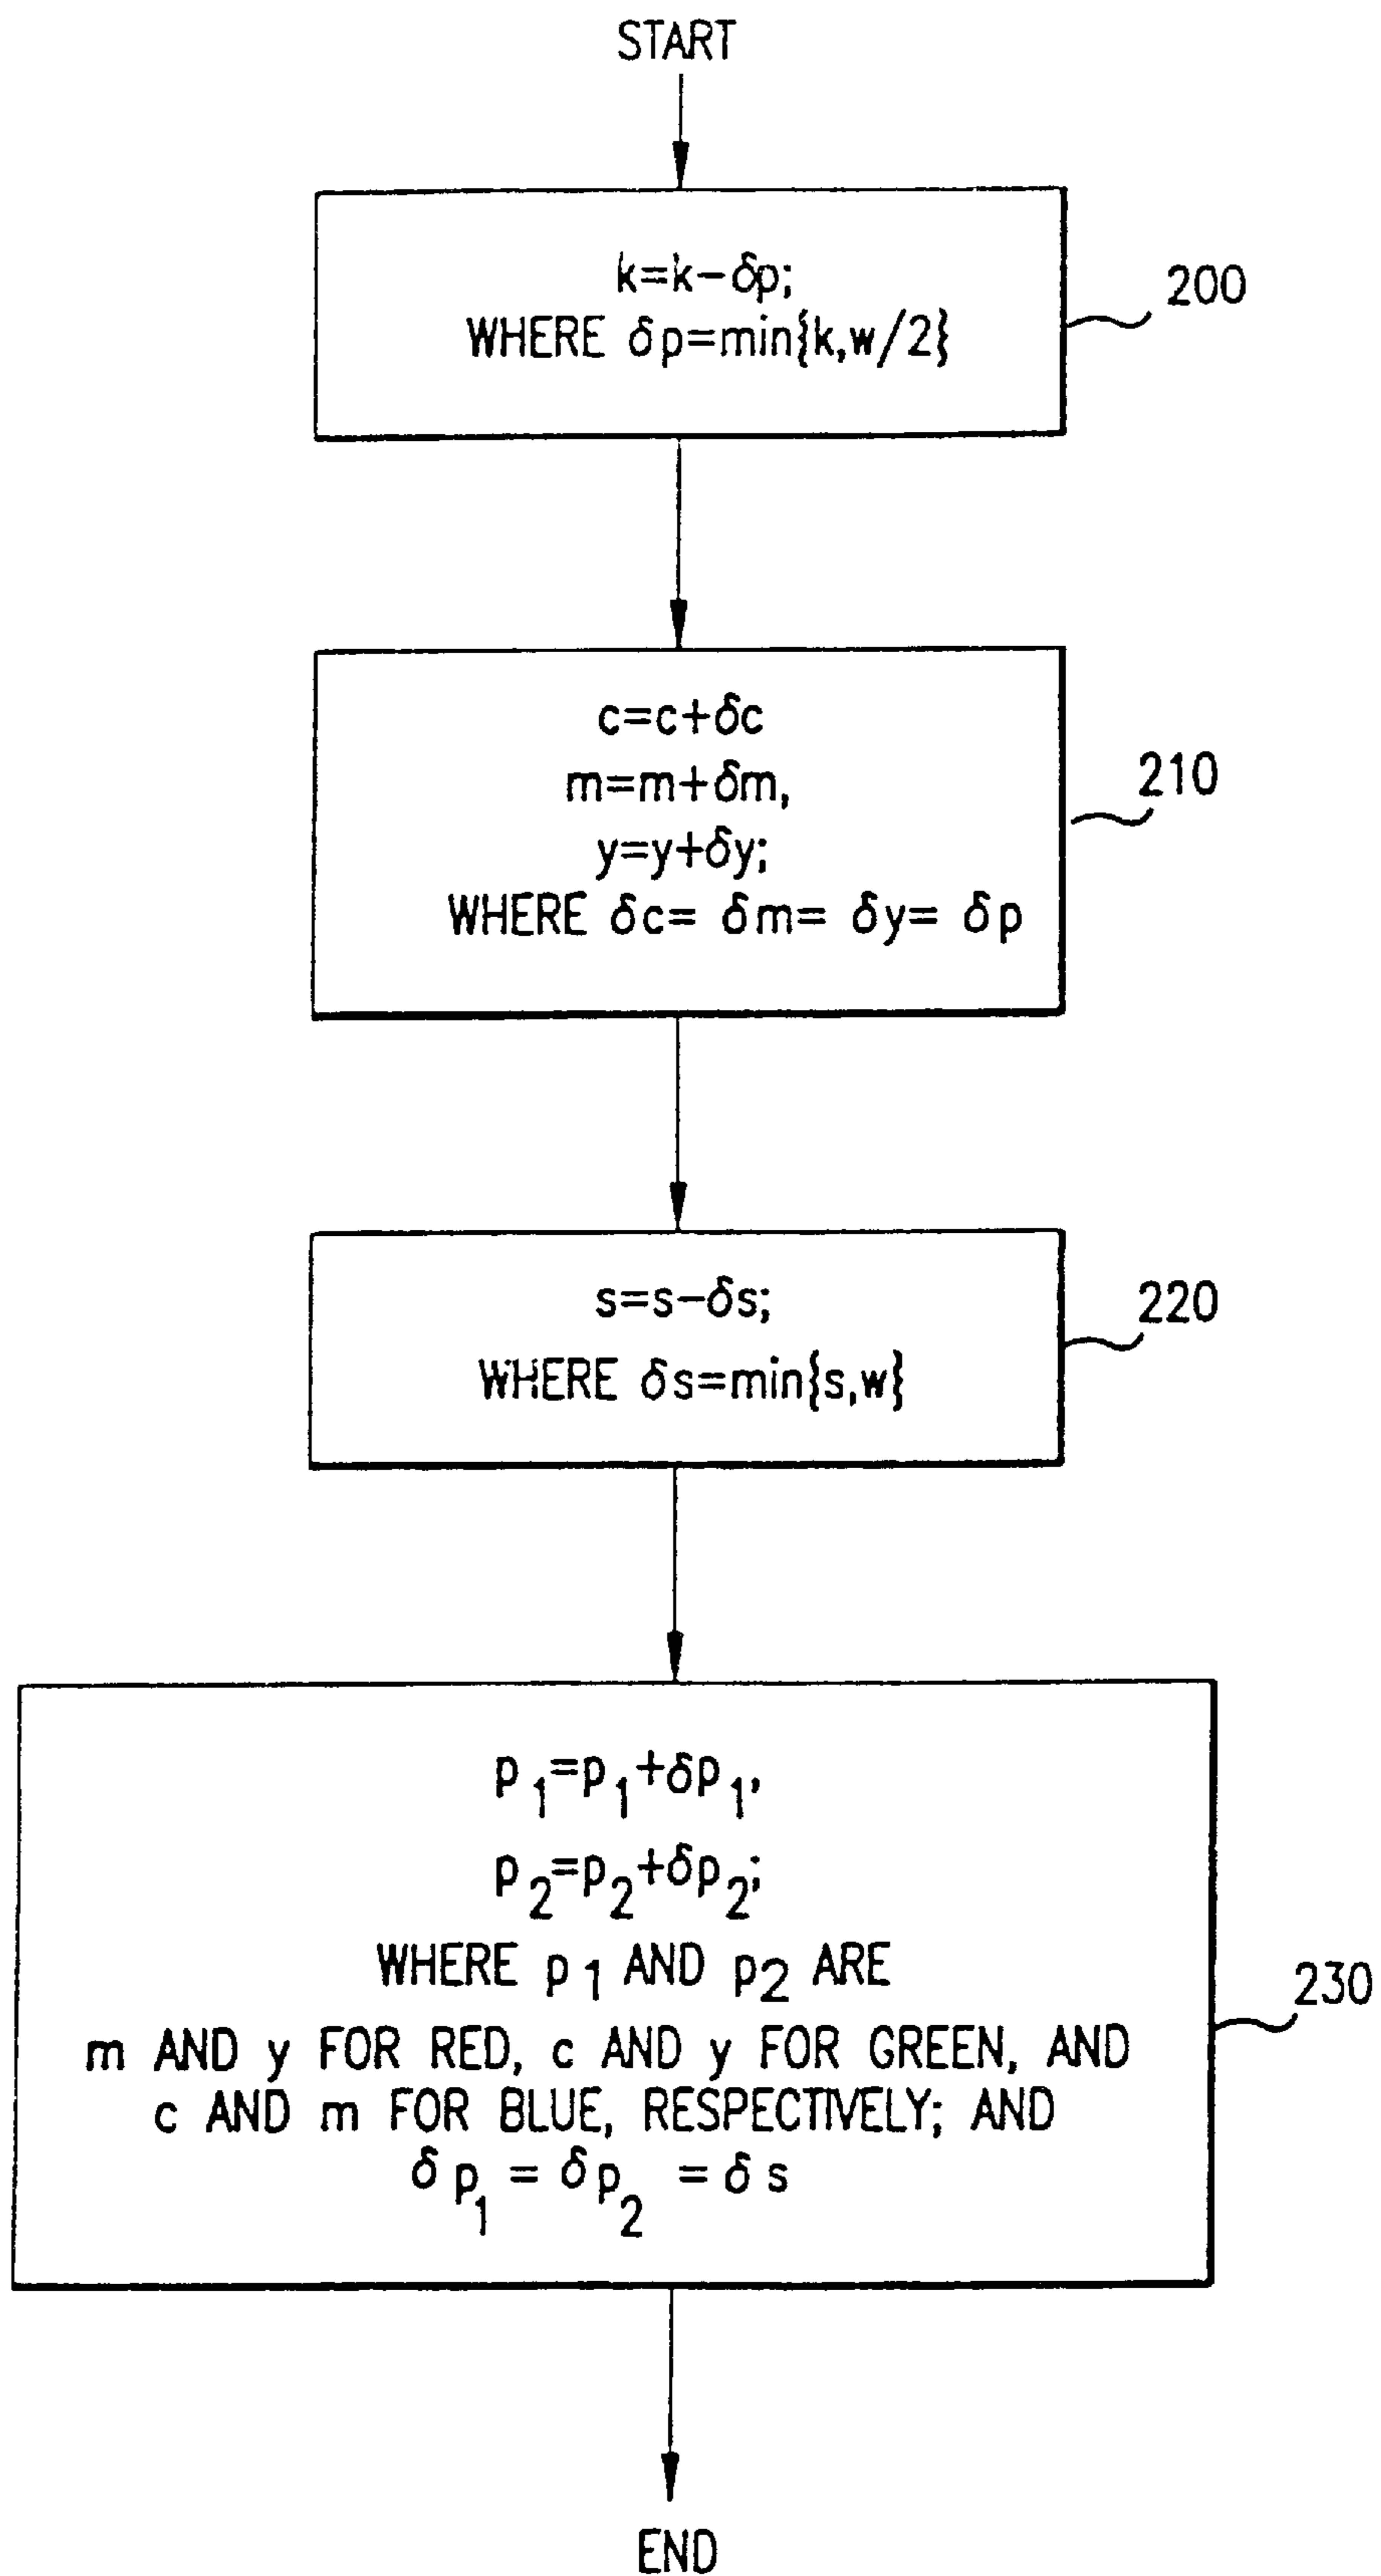 START
k=k-δp;
WHERE δp=min{k,w/2}
200
c=c+δc
m=m+δm,
y=y+δy;
WHERE δc= δm= δy= δp
210
s=s-δs;
WHERE δs=min{s,w}
220
p₁=p₁+δp₁,
p₂=p₂+δp₂;
WHERE p₁ AND p₂ ARE
m AND y FOR RED, c AND y FOR GREEN, AND
c AND m FOR BLUE, RESPECTIVELY; AND
δp₁ = δp₂ = δs
230
END